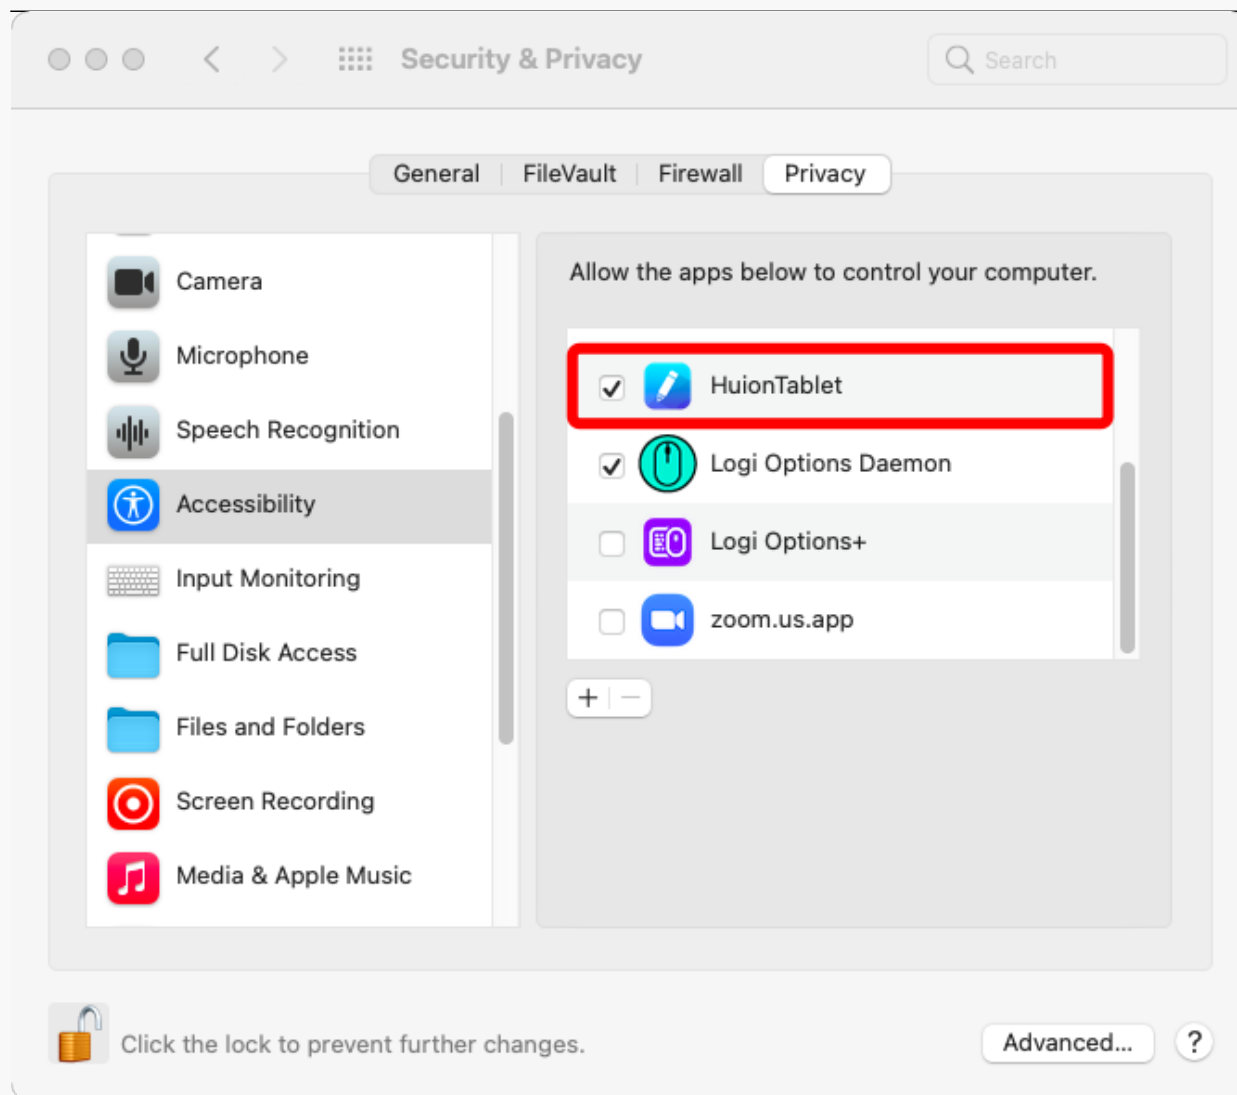 Security & Privacy
Search
General
FileVault
Firewall
Privacy
Camera
Microphone
Speech Recognition
Accessibility
Input Monitoring
Full Disk Access
Files and Folders
Screen Recording
Media & Apple Music
Allow the apps below to control your computer.
HuionTablet
Logi Options Daemon
Logi Options+
zoom.us.app
Click the lock to prevent further changes.
Advanced...
?